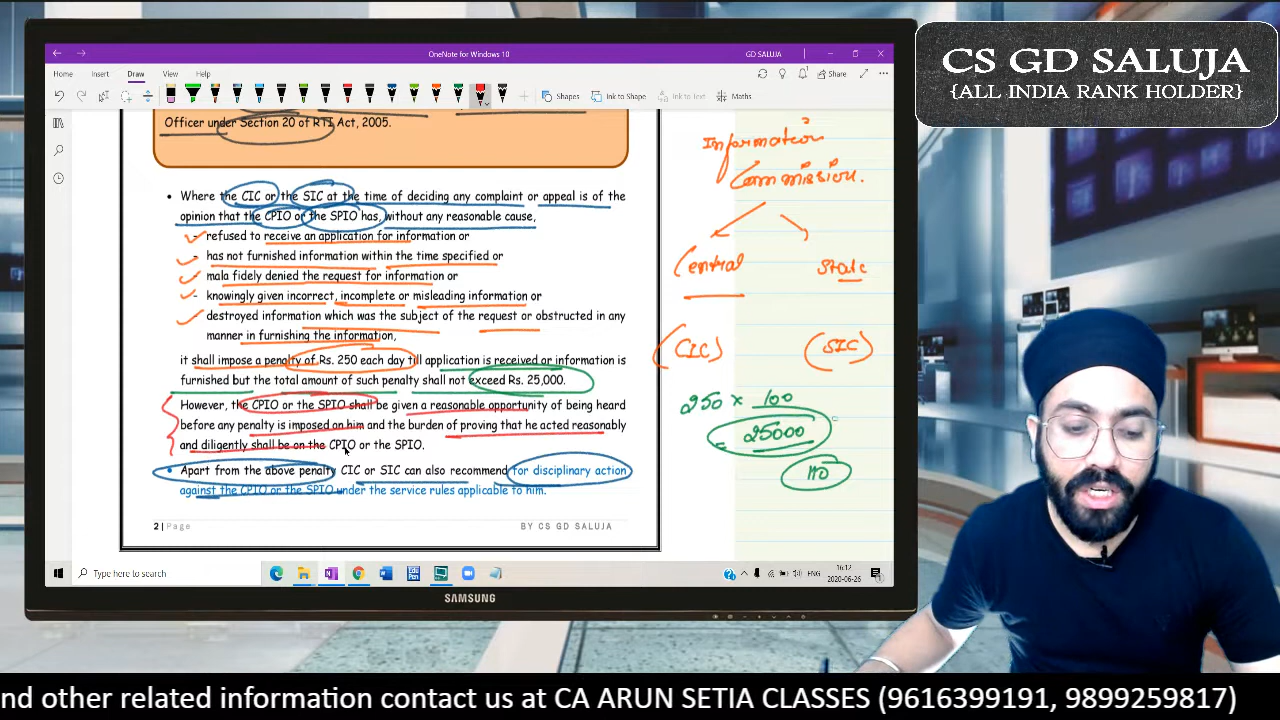 OneNote for Windows 10
GD SALUJA
Home Insert Draw View Help
Share
Shapes Ink to Shape Ink to Text Maths
Officer under Section 20 of RTI Act, 2005.
• Where the CIC or the SIC at the time of deciding any complaint or appeal is of the
opinion that the CPIO or the SPIO has, without any reasonable cause,
- refused to receive an application for information or
- has not furnished information within the time specified or
- mala fidely denied the request for information or
- knowingly given incorrect, incomplete or misleading information or
- destroyed information which was the subject of the request or obstructed in any
manner in furnishing the information,
it shall impose a penalty of Rs. 250 each day till application is received or information is
furnished but the total amount of such penalty shall not exceed Rs. 25,000.
However, the CPIO or the SPIO shall be given a reasonable opportunity of being heard
before any penalty is imposed on him and the burden of proving that he acted reasonably
and diligently shall be on the CPIO or the SPIO.
• Apart from the above penalty CIC or SIC can also recommend for disciplinary action
against the CPIO or the SPIO under the service rules applicable to him.
2 | Page
BY CS GD SALUJA
Information
Commission.
Central State
(CIC) (SIC)
250 × 100
= 25000
Type here to search
ENG
16:12
2020-06-26
SAMSUNG
CS GD SALUJA
{ALL INDIA RANK HOLDER}
nd other related information contact us at CA ARUN SETIA CLASSES (9616399191, 9899259817)